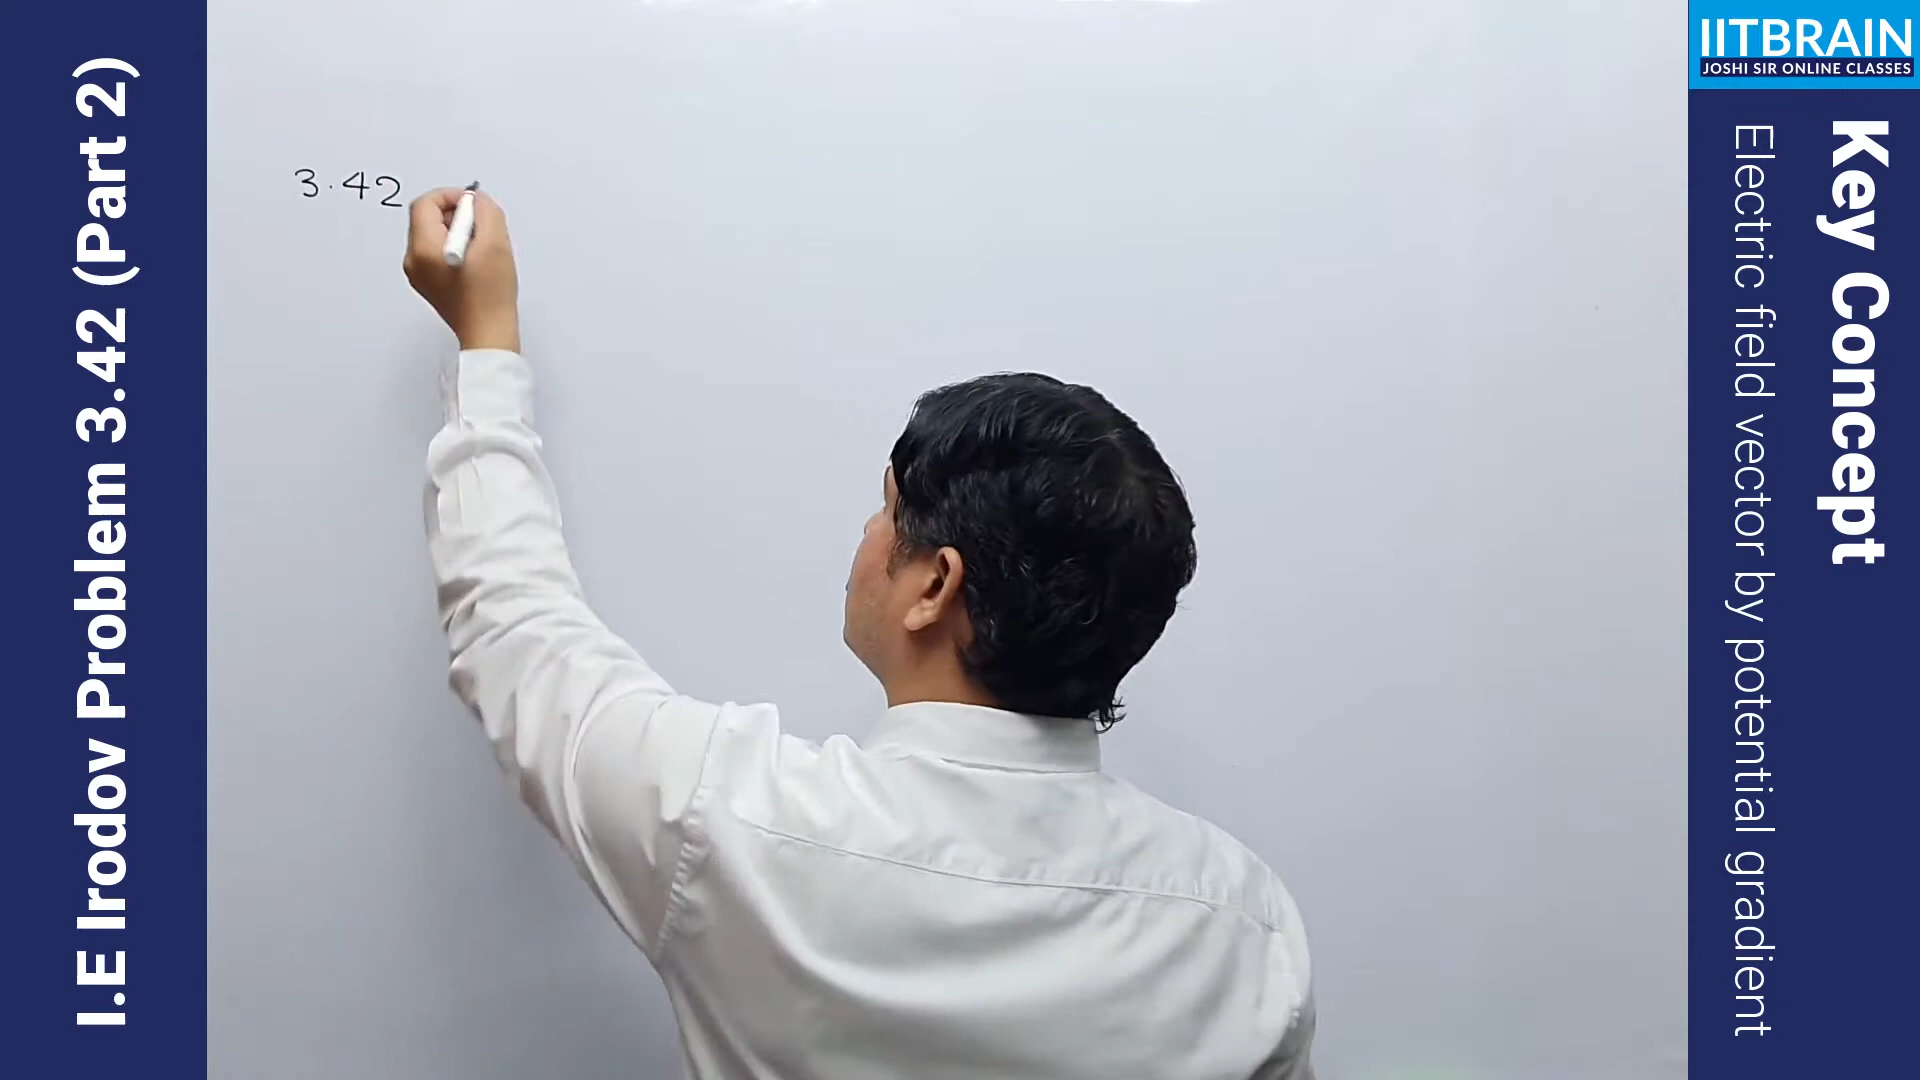 I.E Irodov Problem 3.42 (Part 2)
3.42
IITBRAIN
JOSHI SIR ONLINE CLASSES
Key Concept
Electric field vector by potential gradient